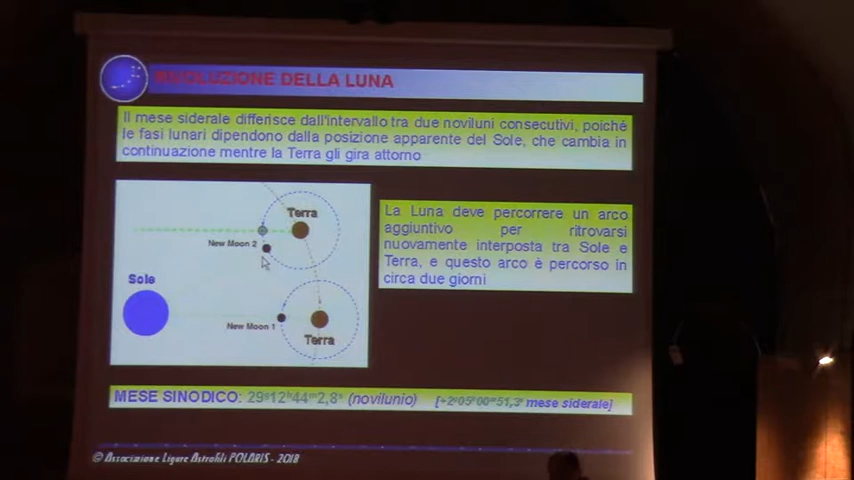 RIVOLUZIONE DELLA LUNA
Il mese siderale differisce dall'intervallo tra due noviluni consecutivi, poiché
le fasi lunari dipendono dalla posizione apparente del Sole, che cambia in
continuazione mentre la Terra gli gira attorno
Terra
New Moon 2
Sole
New Moon 1
Terra
La Luna deve percorrere un arco
aggiuntivo per ritrovarsi
nuovamente interposta tra Sole e
Terra, e questo arco è percorso in
circa due giorni
MESE SINODICO: 29ᵍ12ʰ44ᵐ2,8ˢ (novilunio) [+2ᵍ05ʰ00ᵐ51,3ˢ mese siderale]
© Associazione Ligure Astrofili POLARIS - 2018